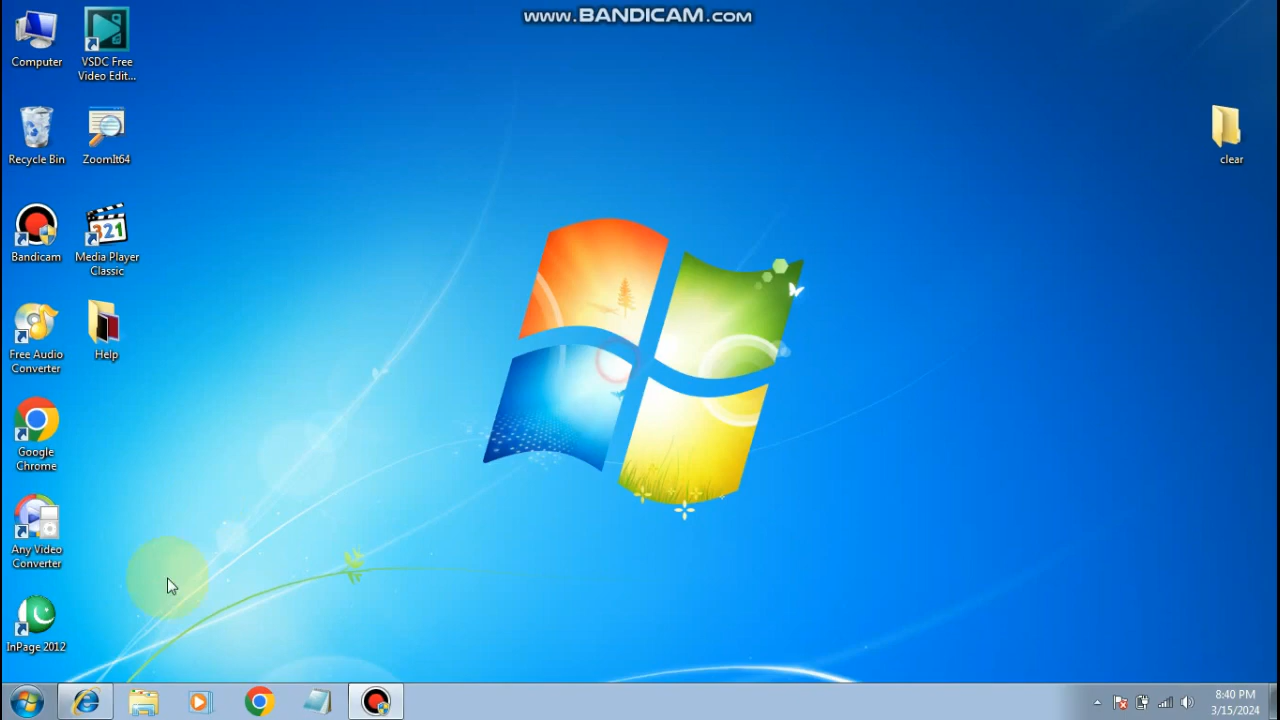 www.BANDICAM.com
Computer
VSDC Free
Video Edit...
Recycle Bin
ZoomIt64
clear
Bandicam
321
Media Player
Classic
Free Audio
Converter
Help
Google
Chrome
Any Video
Converter
InPage 2012
8:40 PM
3/15/2024